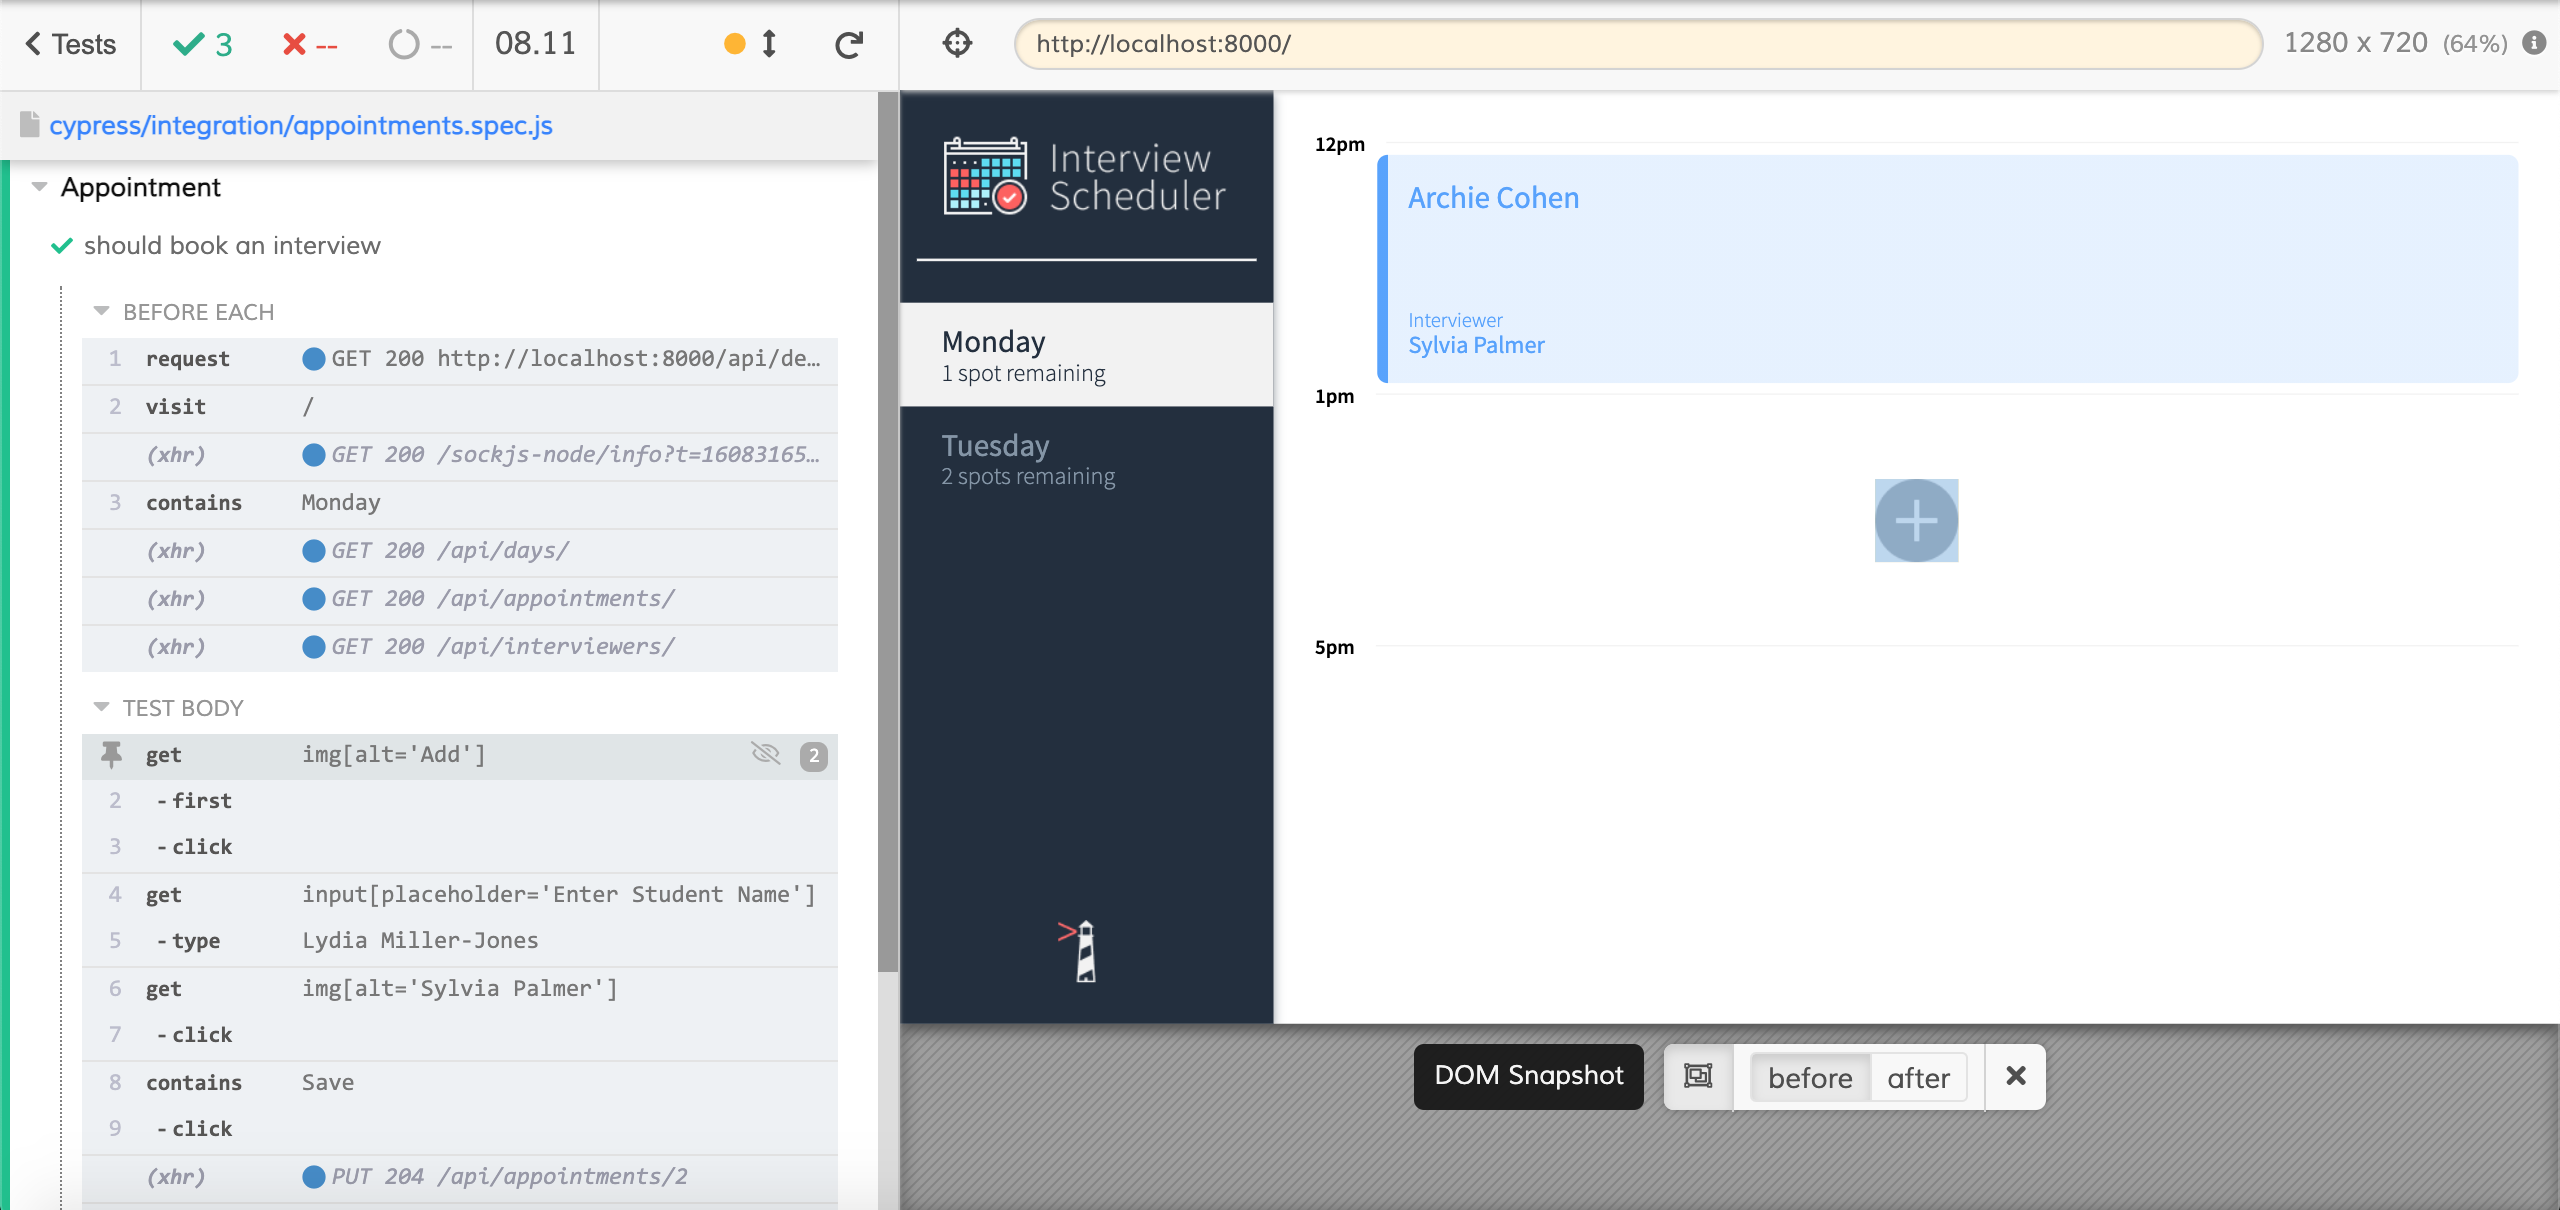 Tests
3
--
--
08.11
http://localhost:8000/
1280 x 720 (64%)
cypress/integration/appointments.spec.js
Appointment
should book an interview
BEFORE EACH
1 request GET 200 http://localhost:8000/api/de...
2 visit /
(xhr) GET 200 /sockjs-node/info?t=16083165...
3 contains Monday
(xhr) GET 200 /api/days/
(xhr) GET 200 /api/appointments/
(xhr) GET 200 /api/interviewers/
TEST BODY
get img[alt='Add'] 2
2 -first
3 -click
4 get input[placeholder='Enter Student Name']
5 -type Lydia Miller-Jones
6 get img[alt='Sylvia Palmer']
7 -click
8 contains Save
9 -click
(xhr) PUT 204 /api/appointments/2
Interview
Scheduler
Monday
1 spot remaining
Tuesday
2 spots remaining
12pm
Archie Cohen
Interviewer
Sylvia Palmer
1pm
5pm
DOM Snapshot
before after